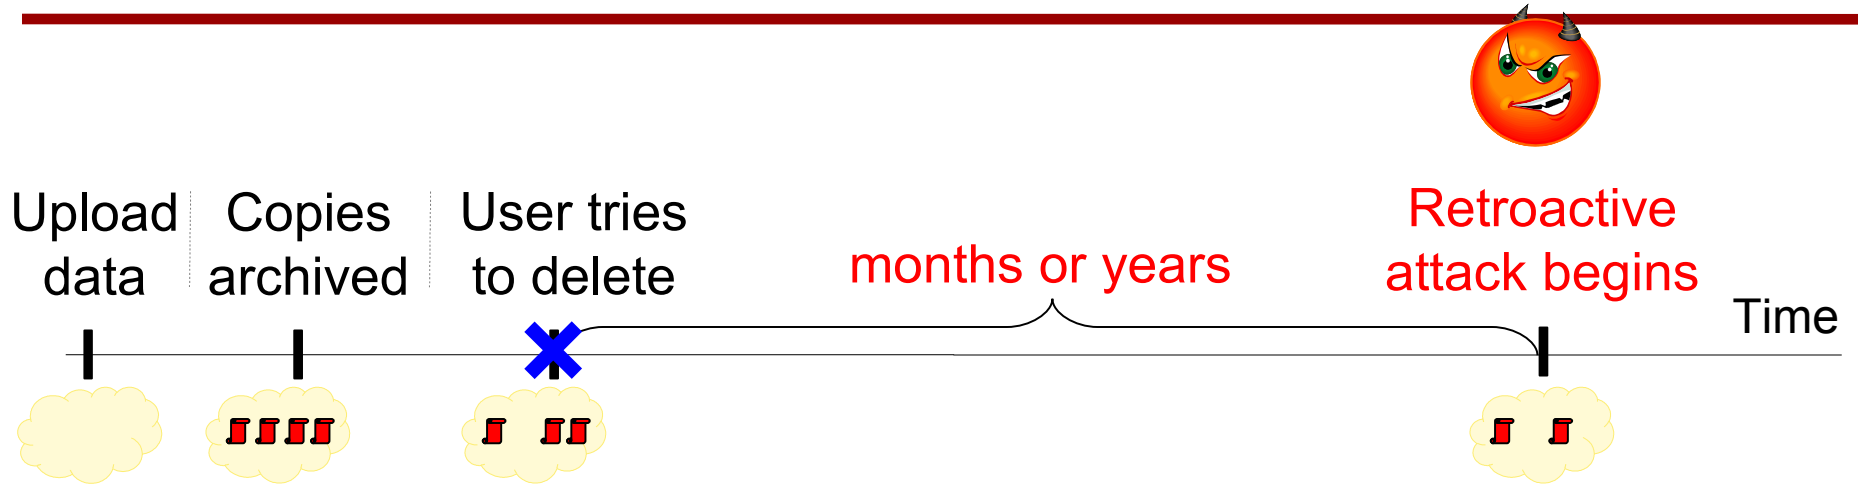 Upload
data
Copies
archived
User tries
to delete
months or years
Retroactive
attack begins
Time